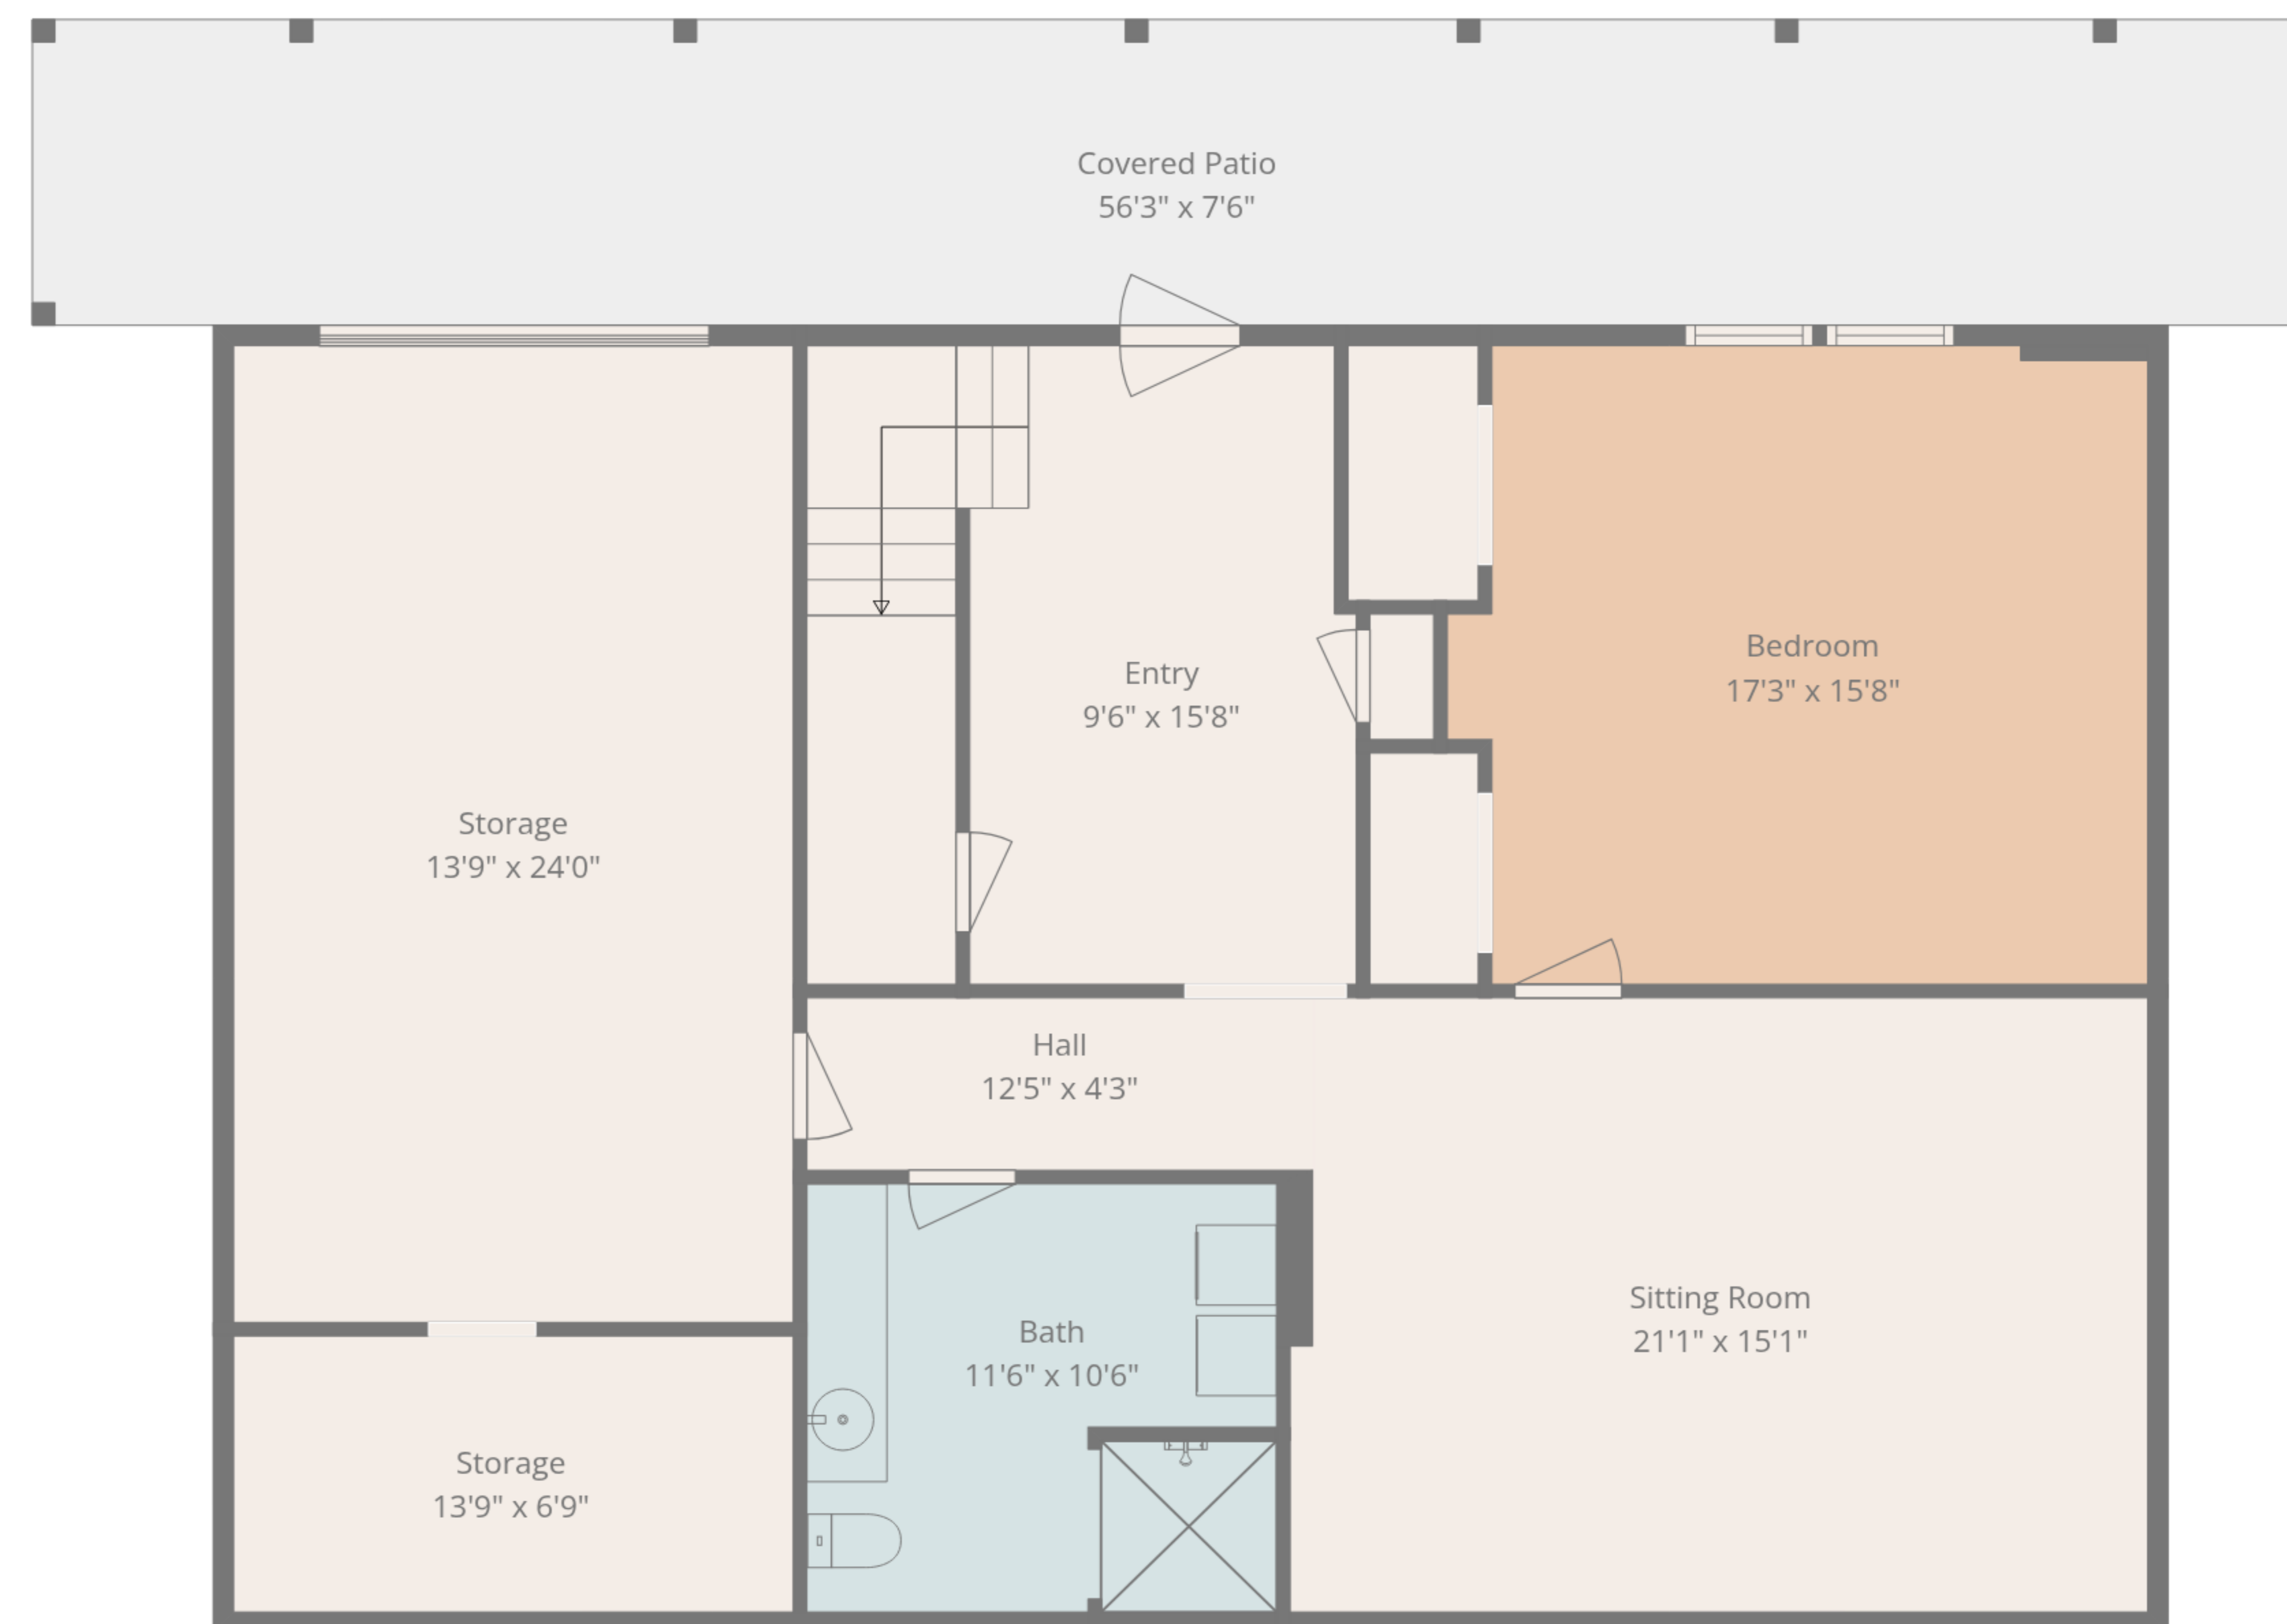 Covered Patio
56'3" x 7'6"
Bedroom
17'3" x 15'8"
Entry
9'6" x 15'8"
Storage
13'9" x 24'0"
Hall
12'5" x 4'3"
Sitting Room
21'1" x 15'1"
Bath
11'6" x 10'6"
Storage
13'9" x 6'9"